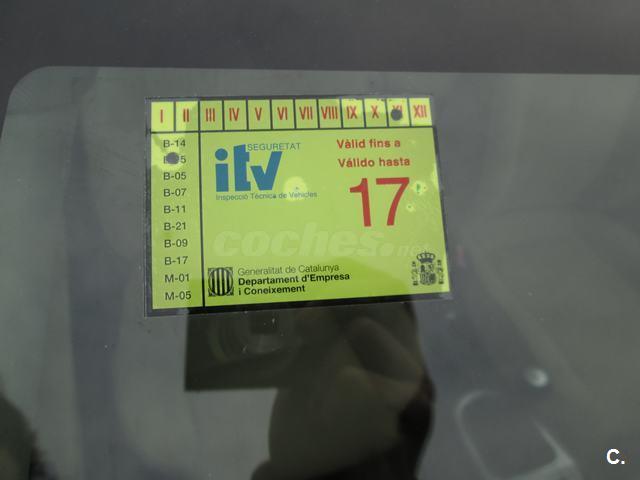 I II III IV V VI VII VIII IX X XI XII
B-14
B-05
B-07
B-11
B-21
B-09
B-17
M-01
M-05
SEGURETAT
itv
Inspecció Tècnica de Vehicles
Vàlid fins a
Válido hasta
17
coches.net
Generalitat de Catalunya
Departament d'Empresa
i Coneixement
C.